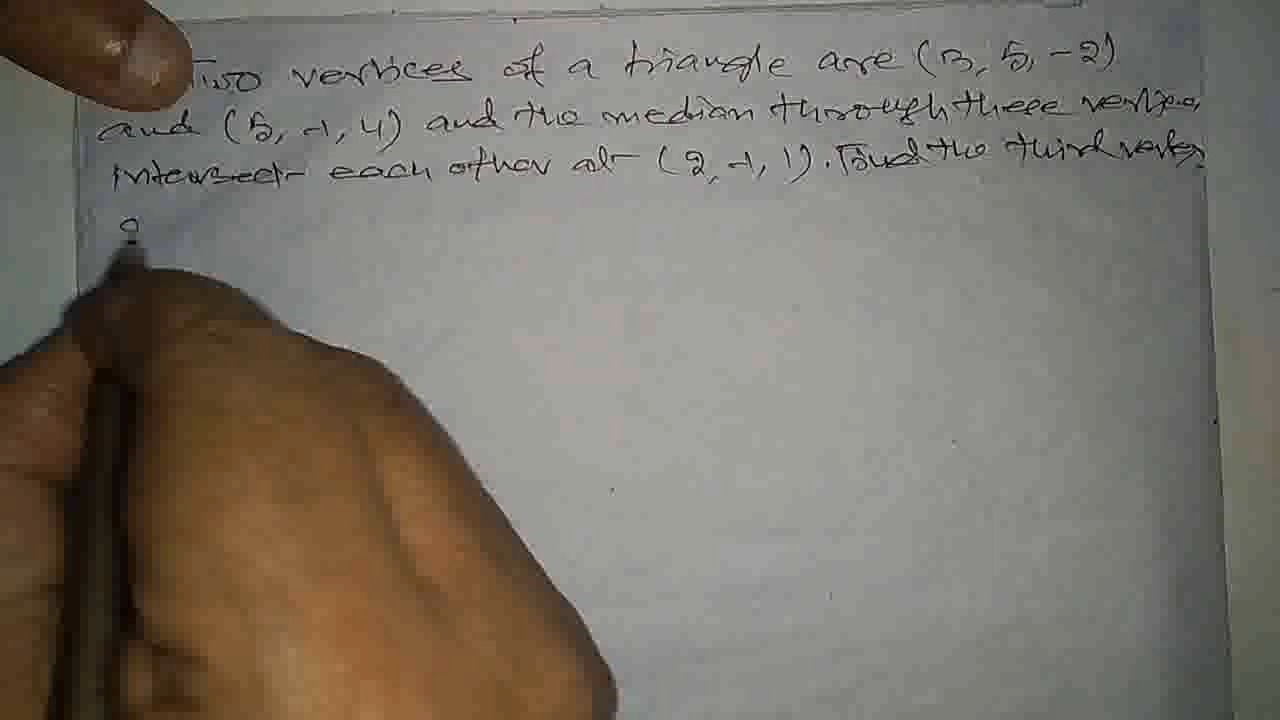 Two vertices of a triangle are (3, 5, -2)
and (5, -1, 4) and the median through these vertices
intersect each other at (2, -1, 1). Find the third vertex